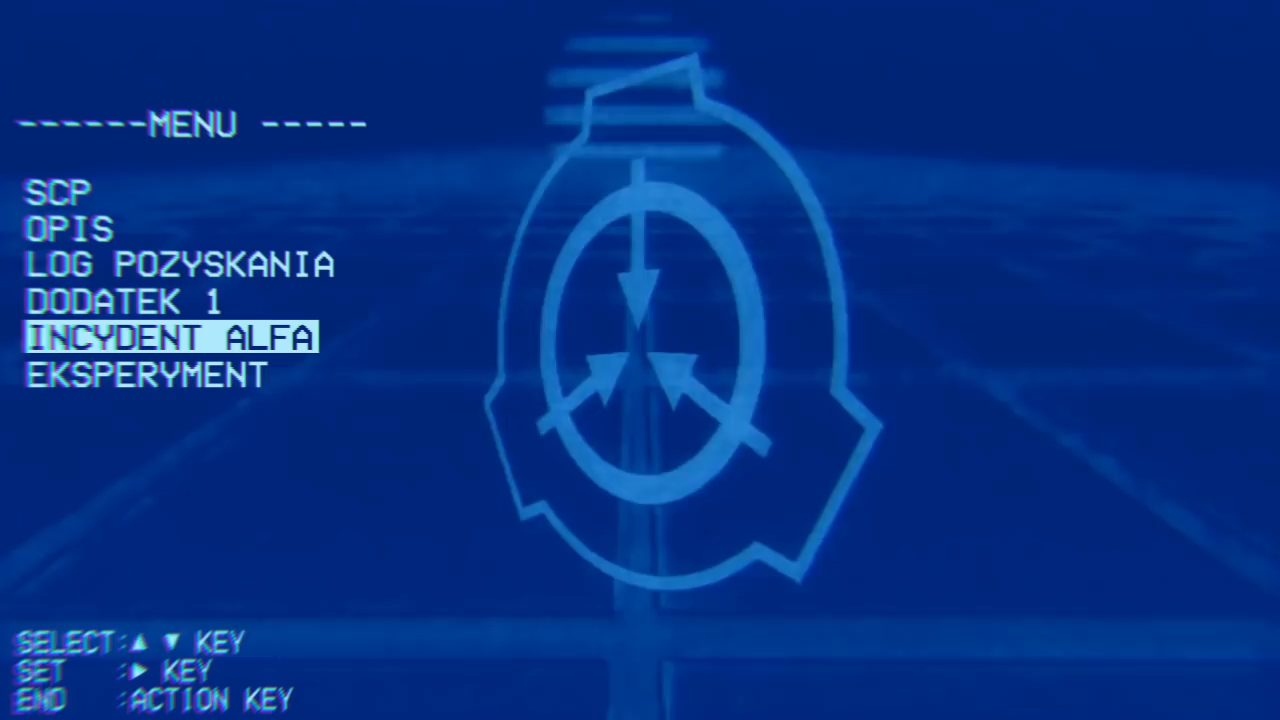 ------MENU -----
SCP
OPIS
LOG POZYSKANIA
DODATEK 1
INCYDENT ALFA
EKSPERYMENT
SELECT:▲ ▼ KEY
SET :► KEY
END :ACTION KEY